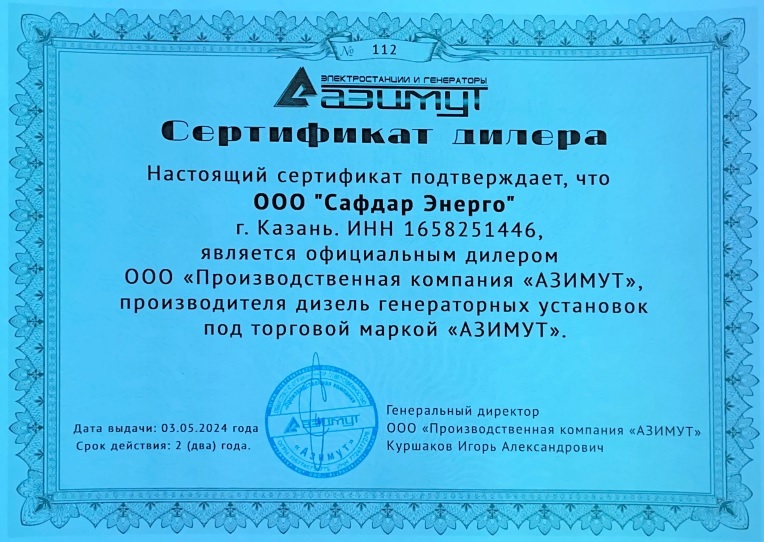 № 112
ЭЛЕКТРОСТАНЦИИ И ГЕНЕРАТОРЫ
АЗИМУТ
Сертификат дилера
Настоящий сертификат подтверждает, что
ООО "Сафдар Энерго"
г. Казань. ИНН 1658251446,
является официальным дилером
ООО «Производственная компания «АЗИМУТ»,
производителя дизель генераторных установок
под торговой маркой «АЗИМУТ».
Дата выдачи: 03.05.2024 года
Срок действия: 2 (два) года.
АЗИМУТ
«Азимут»
Генеральный директор
ООО «Производственная компания «АЗИМУТ»
Куршаков Игорь Александрович